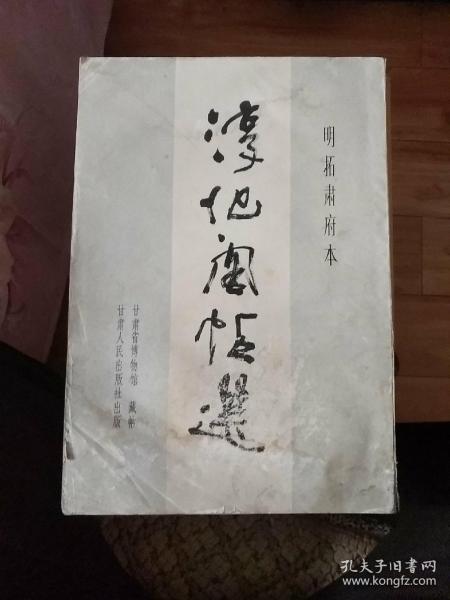 明拓肃府本
淳化阁帖選
甘肃省博物馆 藏帖
甘肃人民出版社出版
孔夫子旧书网
www.kongfz.com